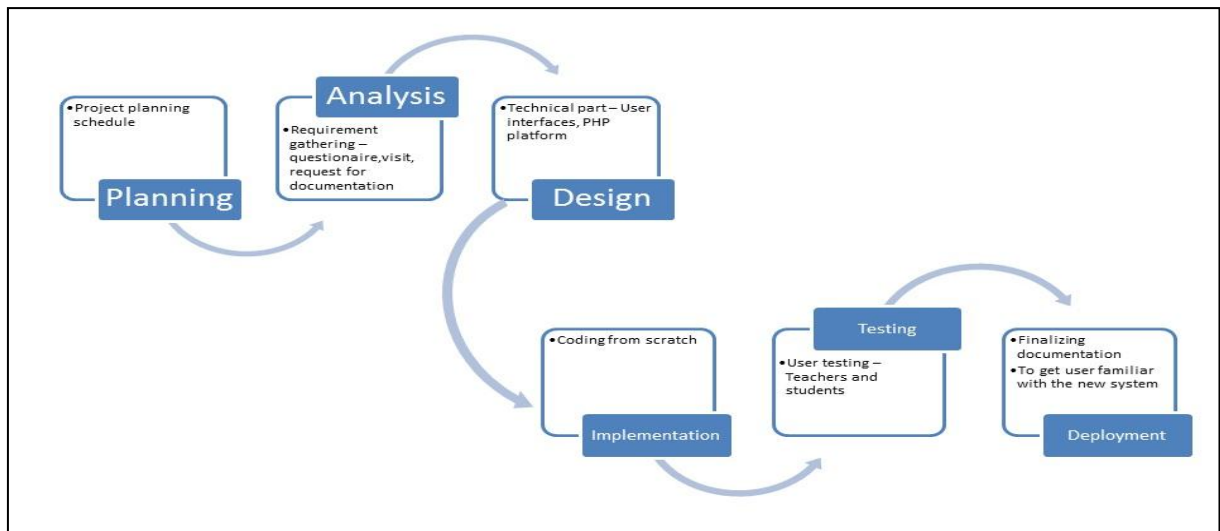 •Project planning
schedule
Planning
Analysis
•Requirement
gathering –
questionaire,visit,
request for
documentation
•Technical part – User
interfaces, PHP
platform
Design
•Coding from scratch
Implementation
Testing
•User testing –
Teachers and
students
•Finalizing
documentation
•To get user familiar
with the new system
Deployment